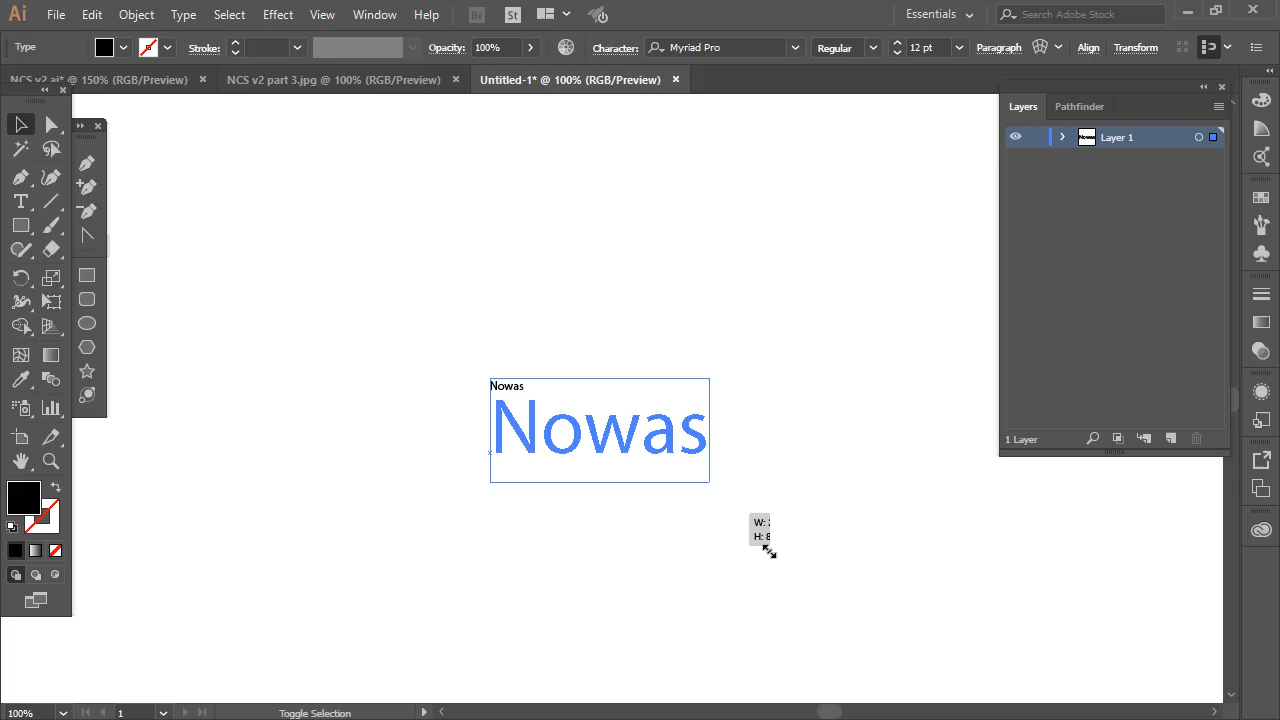 Ai File Edit Object Type Select Effect View Window Help Br St Essentials Search Adobe Stock
Type Stroke: Opacity: 100% Character: Myriad Pro Regular 12 pt Paragraph Align Transform
NCS v2.ai* @ 150% (RGB/Preview) NCS v2 part 3.jpg @ 100% (RGB/Preview) Untitled-1* @ 100% (RGB/Preview)
Layers Pathfinder
Layer 1
Nowas
Nowas
1 Layer
W: 2
H: 8
100% 1 Toggle Selection